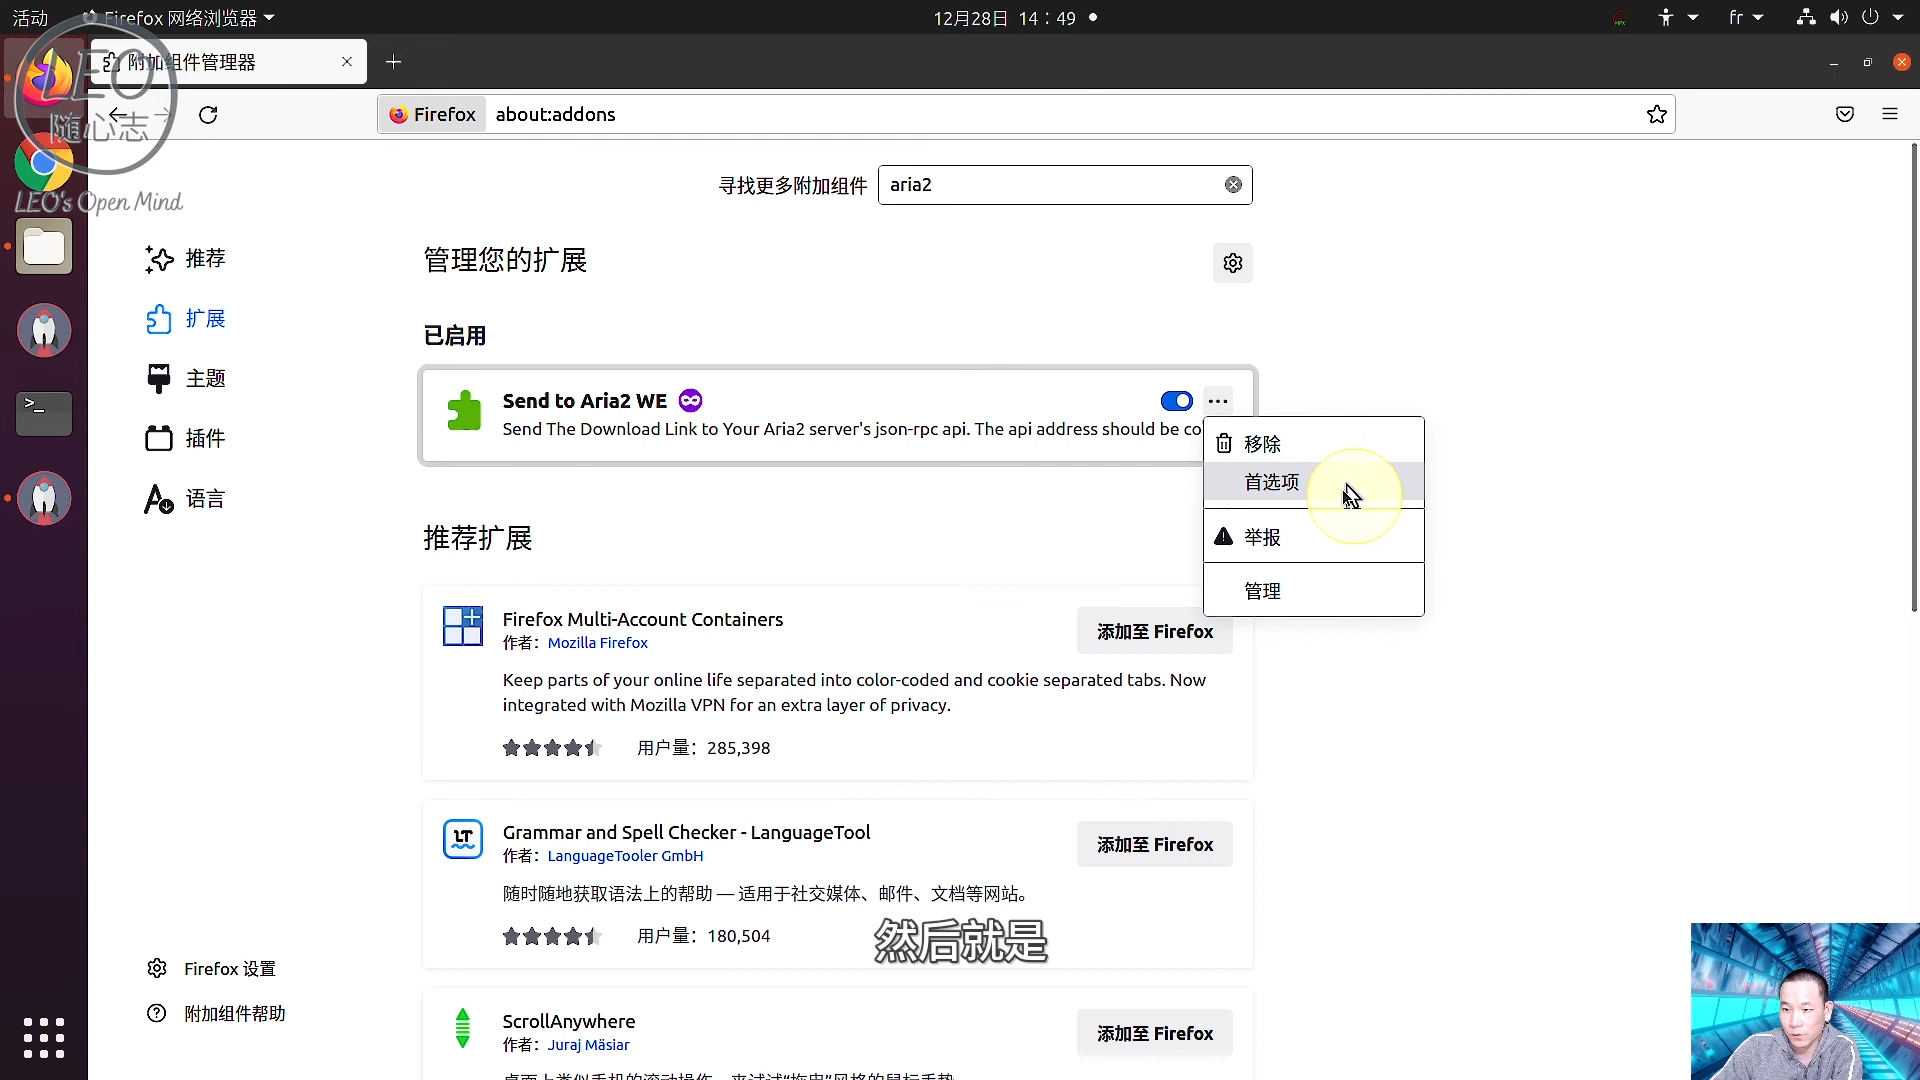 活动
Firefox 网络浏览器
12月28日 14：49
fr
附加组件管理器
LEO
随心志
LEO's Open Mind
Firefox
about:addons
寻找更多附加组件
aria2
推荐
扩展
主题
插件
语言
管理您的扩展
已启用
Send to Aria2 WE
Send The Download Link to Your Aria2 server's json-rpc api. The api address should be co
移除
首选项
举报
管理
推荐扩展
Firefox Multi-Account Containers
作者：Mozilla Firefox
添加至 Firefox
Keep parts of your online life separated into color-coded and cookie separated tabs. Now
integrated with Mozilla VPN for an extra layer of privacy.
用户量：285,398
Grammar and Spell Checker - LanguageTool
作者：LanguageTooler GmbH
添加至 Firefox
随时随地获取语法上的帮助 — 适用于社交媒体、邮件、文档等网站。
用户量：180,504
然后就是
ScrollAnywhere
作者：Juraj Mäsiar
添加至 Firefox
Firefox 设置
附加组件帮助